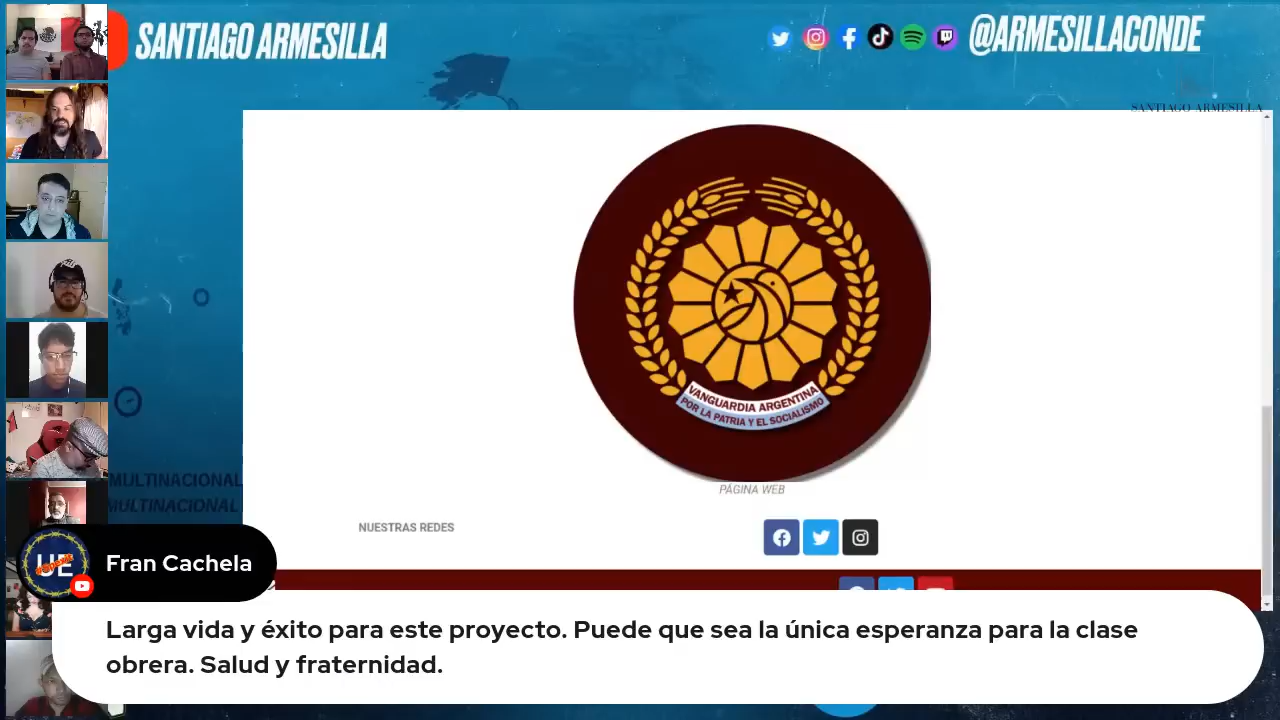 SANTIAGO ARMESILLA
@ARMESILLACONDE
SANTIAGO ARMESILLA
VANGUARDIA ARGENTINA
POR LA PATRIA Y EL SOCIALISMO
PÁGINA WEB
NUESTRAS REDES
MULTINACIONAL
MULTINACIONAL
UE
Fran Cachela
Larga vida y éxito para este proyecto. Puede que sea la única esperanza para la clase
obrera. Salud y fraternidad.